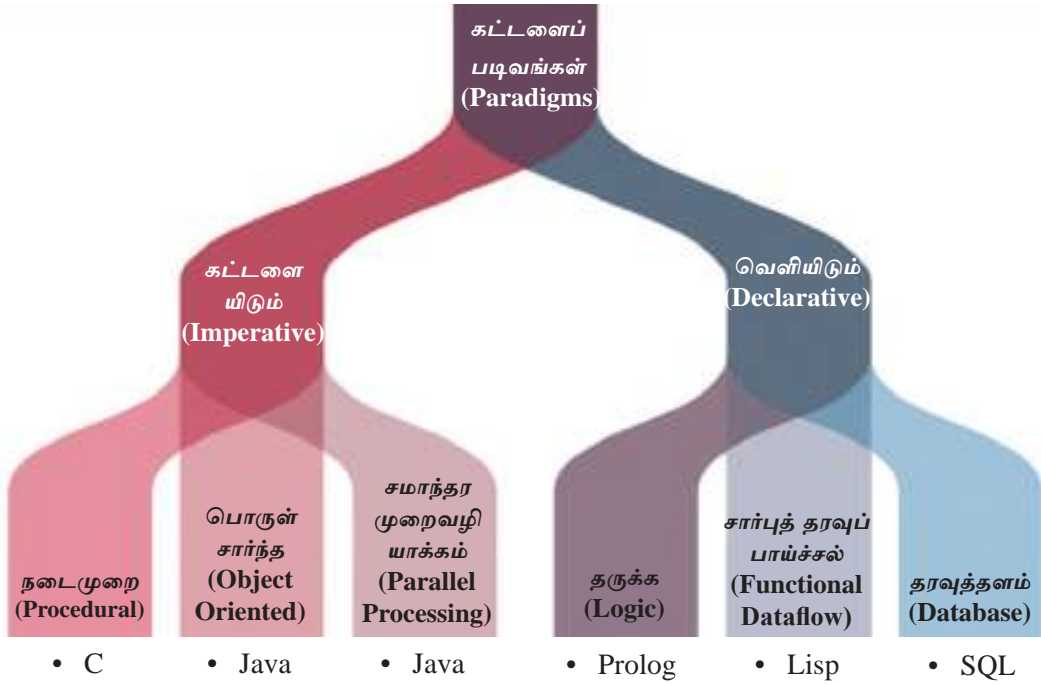 கட்டளைப்
படிவங்கள்
(Paradigms)
கட்டளை
யிடும்
(Imperative)
வெளியிடும்
(Declarative)
நடைமுறை
(Procedural)
பொருள்
சார்ந்த
(Object
Oriented)
சமாந்தர
முறைவழி
யாக்கம்
(Parallel
Processing)
தருக்க
(Logic)
சார்புத் தரவுப்
பாய்ச்சல்
(Functional
Dataflow)
தரவுத்தளம்
(Database)
• C
• Java
• Java
• Prolog
• Lisp
• SQL